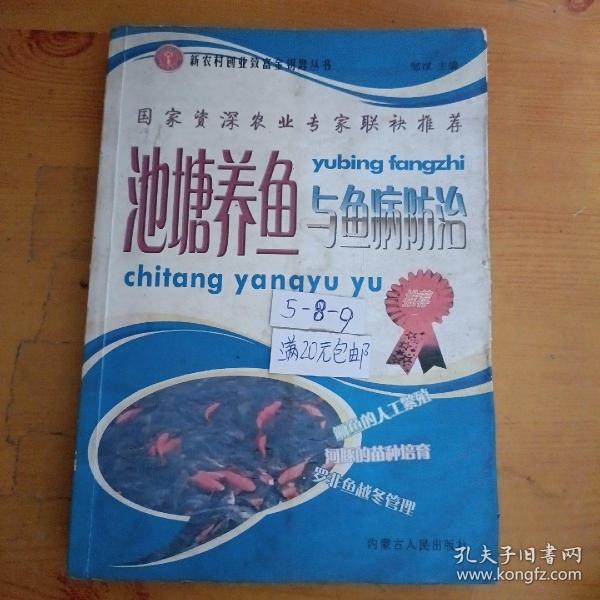 新农村创业致富金钥匙丛书
主编
国家资深农业专家联袂推荐
池塘养鱼
yubing fangzhi
与鱼病防治
chitang yangyu yu
推荐
5-8-9
满20元包邮
鳜鱼的人工繁殖
河豚的苗种培育
罗非鱼越冬管理
内蒙古人民出版社
孔夫子旧书网
www.kongfz.com